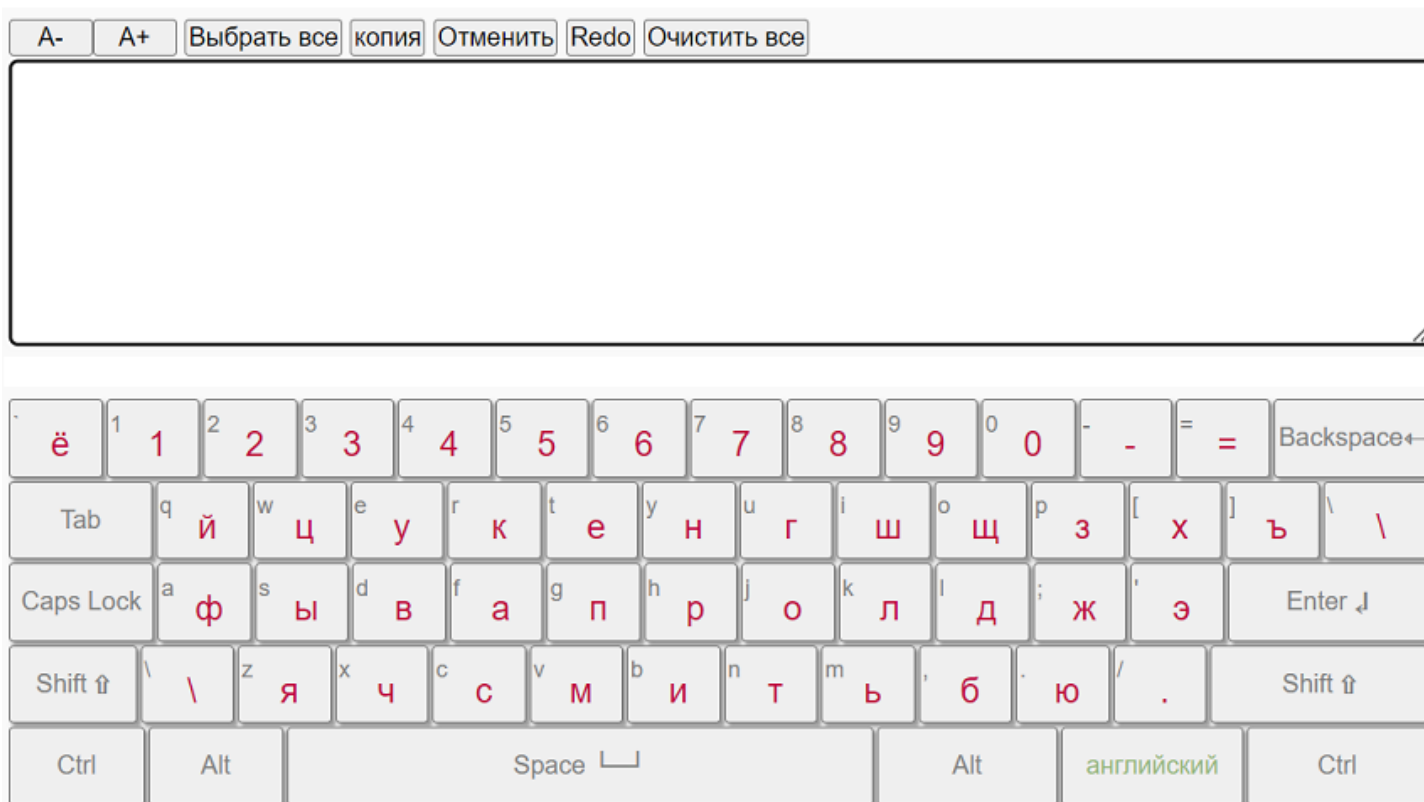 A- A+ Выбрать все копия Отменить Redo Очистить все
` ё 1 1 2 2 3 3 4 4 5 5 6 6 7 7 8 8 9 9 0 0 - - = = Backspace←
Tab q й w ц e у r к t е y н u г i ш o щ p з [ х ] ъ \ \
Caps Lock a ф s ы d в f а g п h р j о k л l д ; ж ' э Enter ↲
Shift ⇧ \ \ z я x ч c с v м b и n т m ь , б . ю / . Shift ⇧
Ctrl Alt Space Alt английский Ctrl